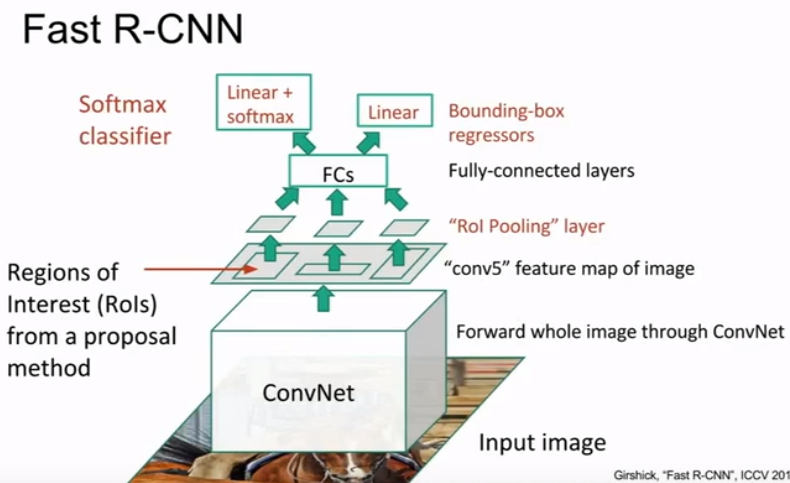 Fast R-CNN
Softmax
classifier
Linear +
softmax
Linear
Bounding-box
regressors
FCs
Fully-connected layers
“RoI Pooling” layer
Regions of
Interest (RoIs)
from a proposal
method
“conv5” feature map of image
Forward whole image through ConvNet
ConvNet
Input image
Girshick, “Fast R-CNN”, ICCV 201